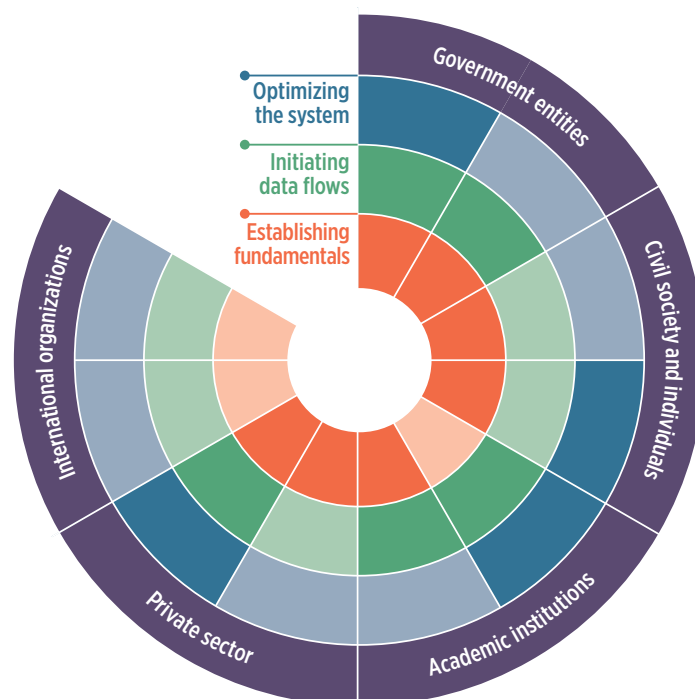 Optimizing
the system
Initiating
data flows
Establishing
fundamentals
Government entities
Civil society and individuals
Academic institutions
Private sector
International organizations